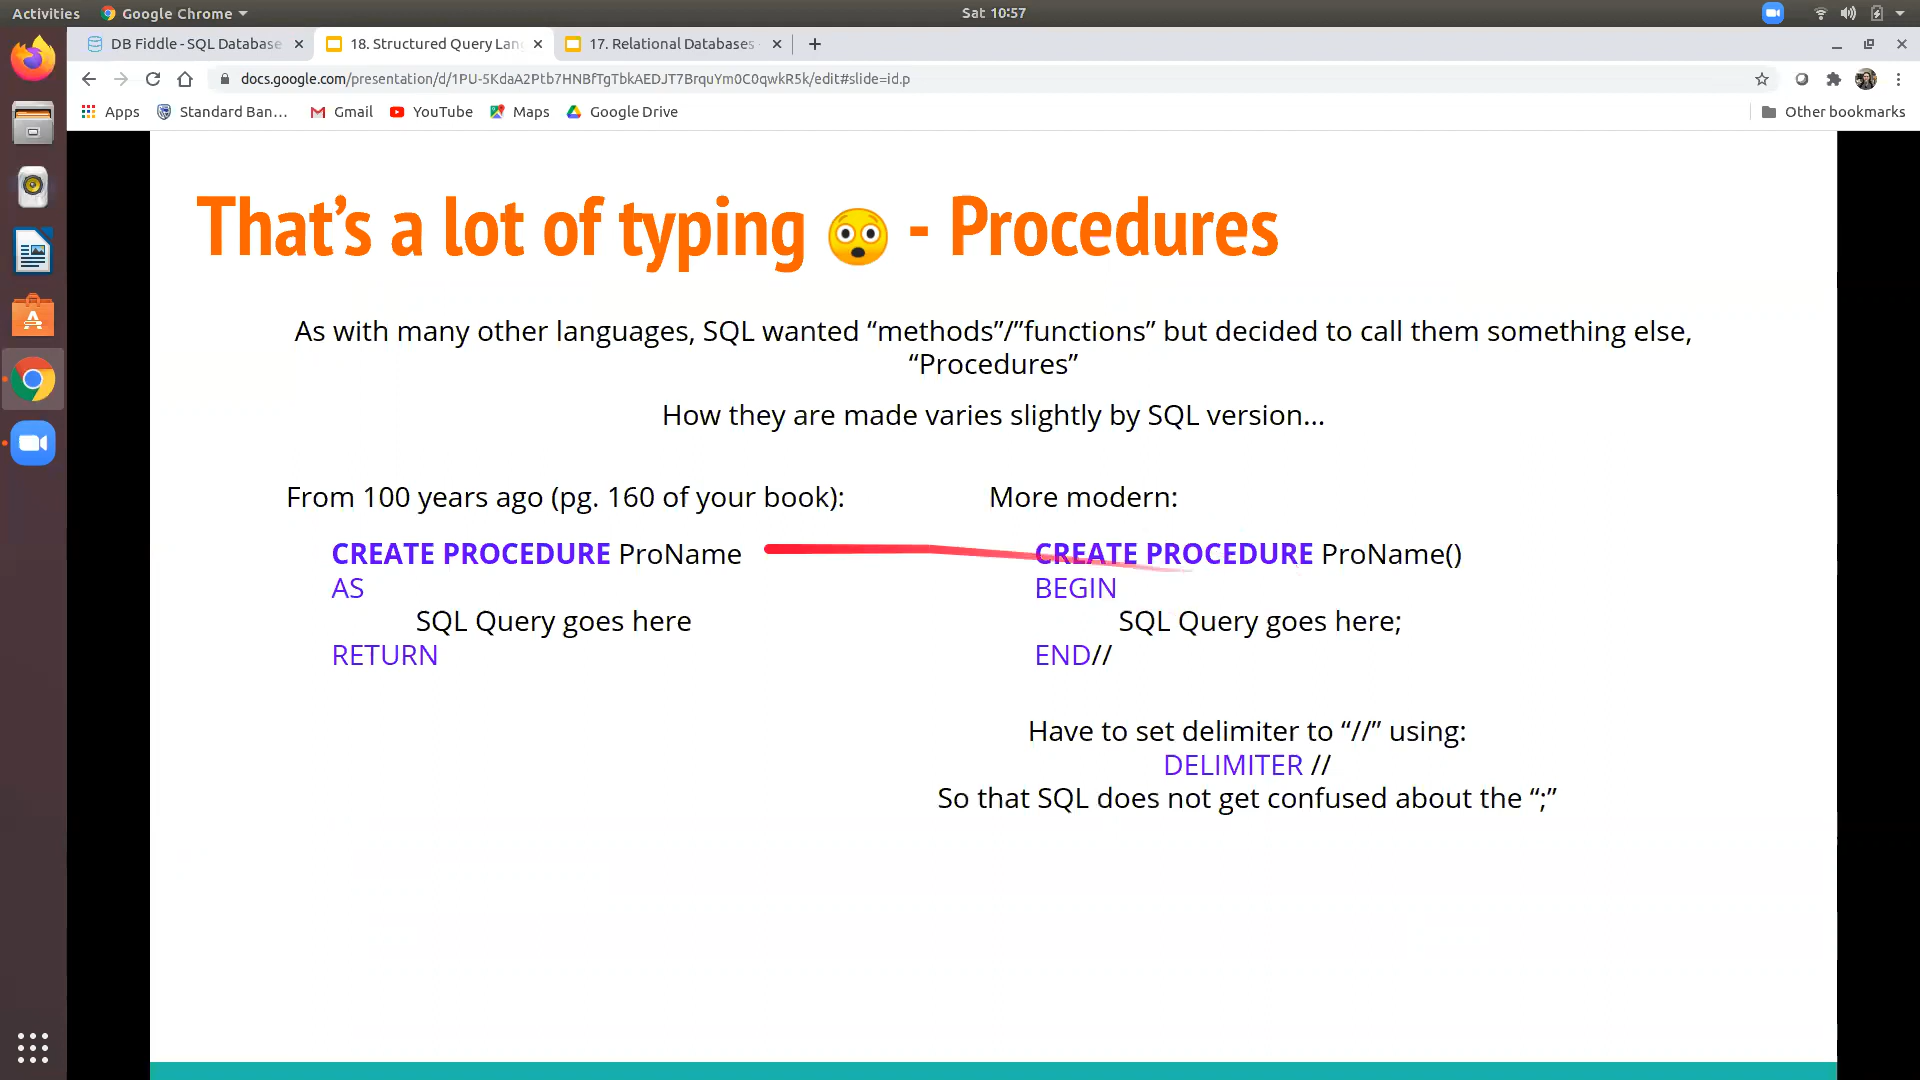 Activities
Google Chrome
Sat 10:57
DB Fiddle - SQL Database
18. Structured Query Lan
17. Relational Databases
docs.google.com/presentation/d/1PU-5KdaA2Ptb7HNBfTgTbkAEDJT7BrquYm0C0qwkR5k/edit#slide=id.p
Apps
Standard Ban...
Gmail
YouTube
Maps
Google Drive
Other bookmarks
That’s a lot of typing 😲 - Procedures
As with many other languages, SQL wanted “methods”/”functions” but decided to call them something else,
“Procedures”
How they are made varies slightly by SQL version...
From 100 years ago (pg. 160 of your book):
CREATE PROCEDURE ProName
AS
SQL Query goes here
RETURN
More modern:
CREATE PROCEDURE ProName()
BEGIN
SQL Query goes here;
END//
Have to set delimiter to “//” using:
DELIMITER //
So that SQL does not get confused about the “;”